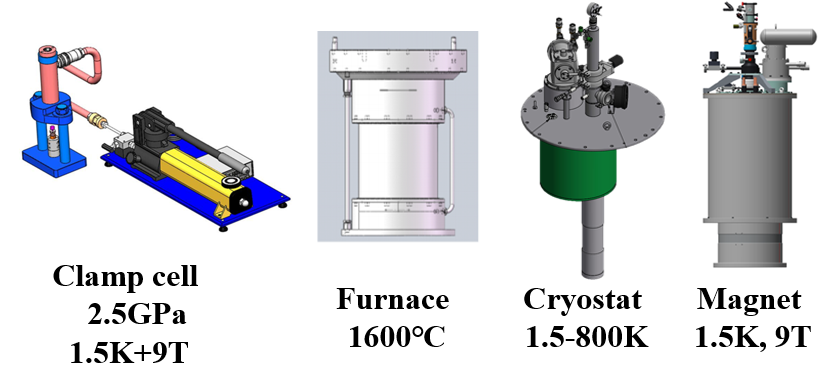 Clamp cell
2.5GPa
1.5K+9T
Furnace
1600℃
Cryostat
1.5-800K
Magnet
1.5K, 9T